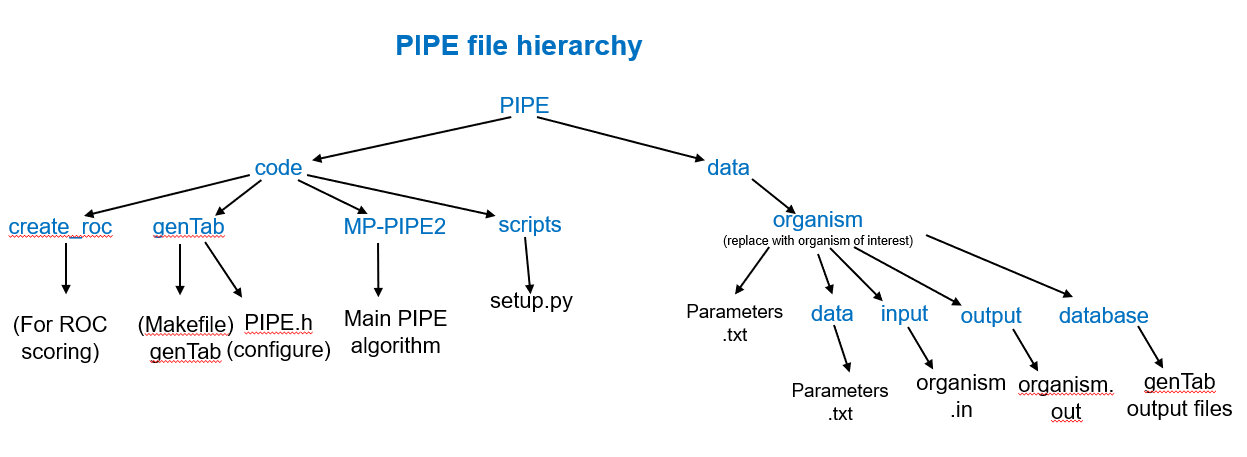 PIPE file hierarchy
PIPE
code
data
create_roc
genTab
MP-PIPE2
scripts
organism
(replace with organism of interest)
(For ROC
scoring)
(Makefile)
genTab
PIPE.h
(configure)
Main PIPE
algorithm
setup.py
Parameters
.txt
data
input
output
database
Parameters
.txt
organism
.in
organism.
out
genTab
output files